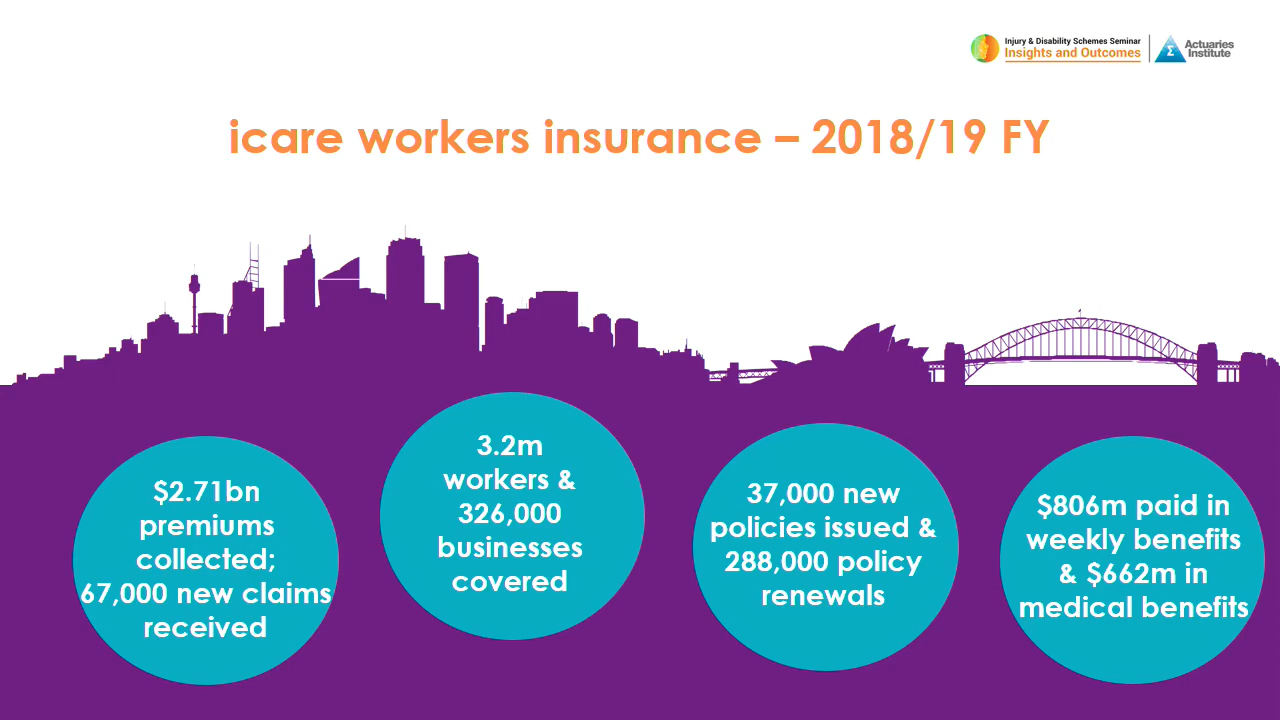 Injury & Disability Schemes Seminar
Insights and Outcomes
Actuaries
Institute
icare workers insurance – 2018/19 FY
$2.71bn
premiums
collected;
67,000 new claims
received
3.2m
workers &
326,000
businesses
covered
37,000 new
policies issued &
288,000 policy
renewals
$806m paid in
weekly benefits
& $662m in
medical benefits